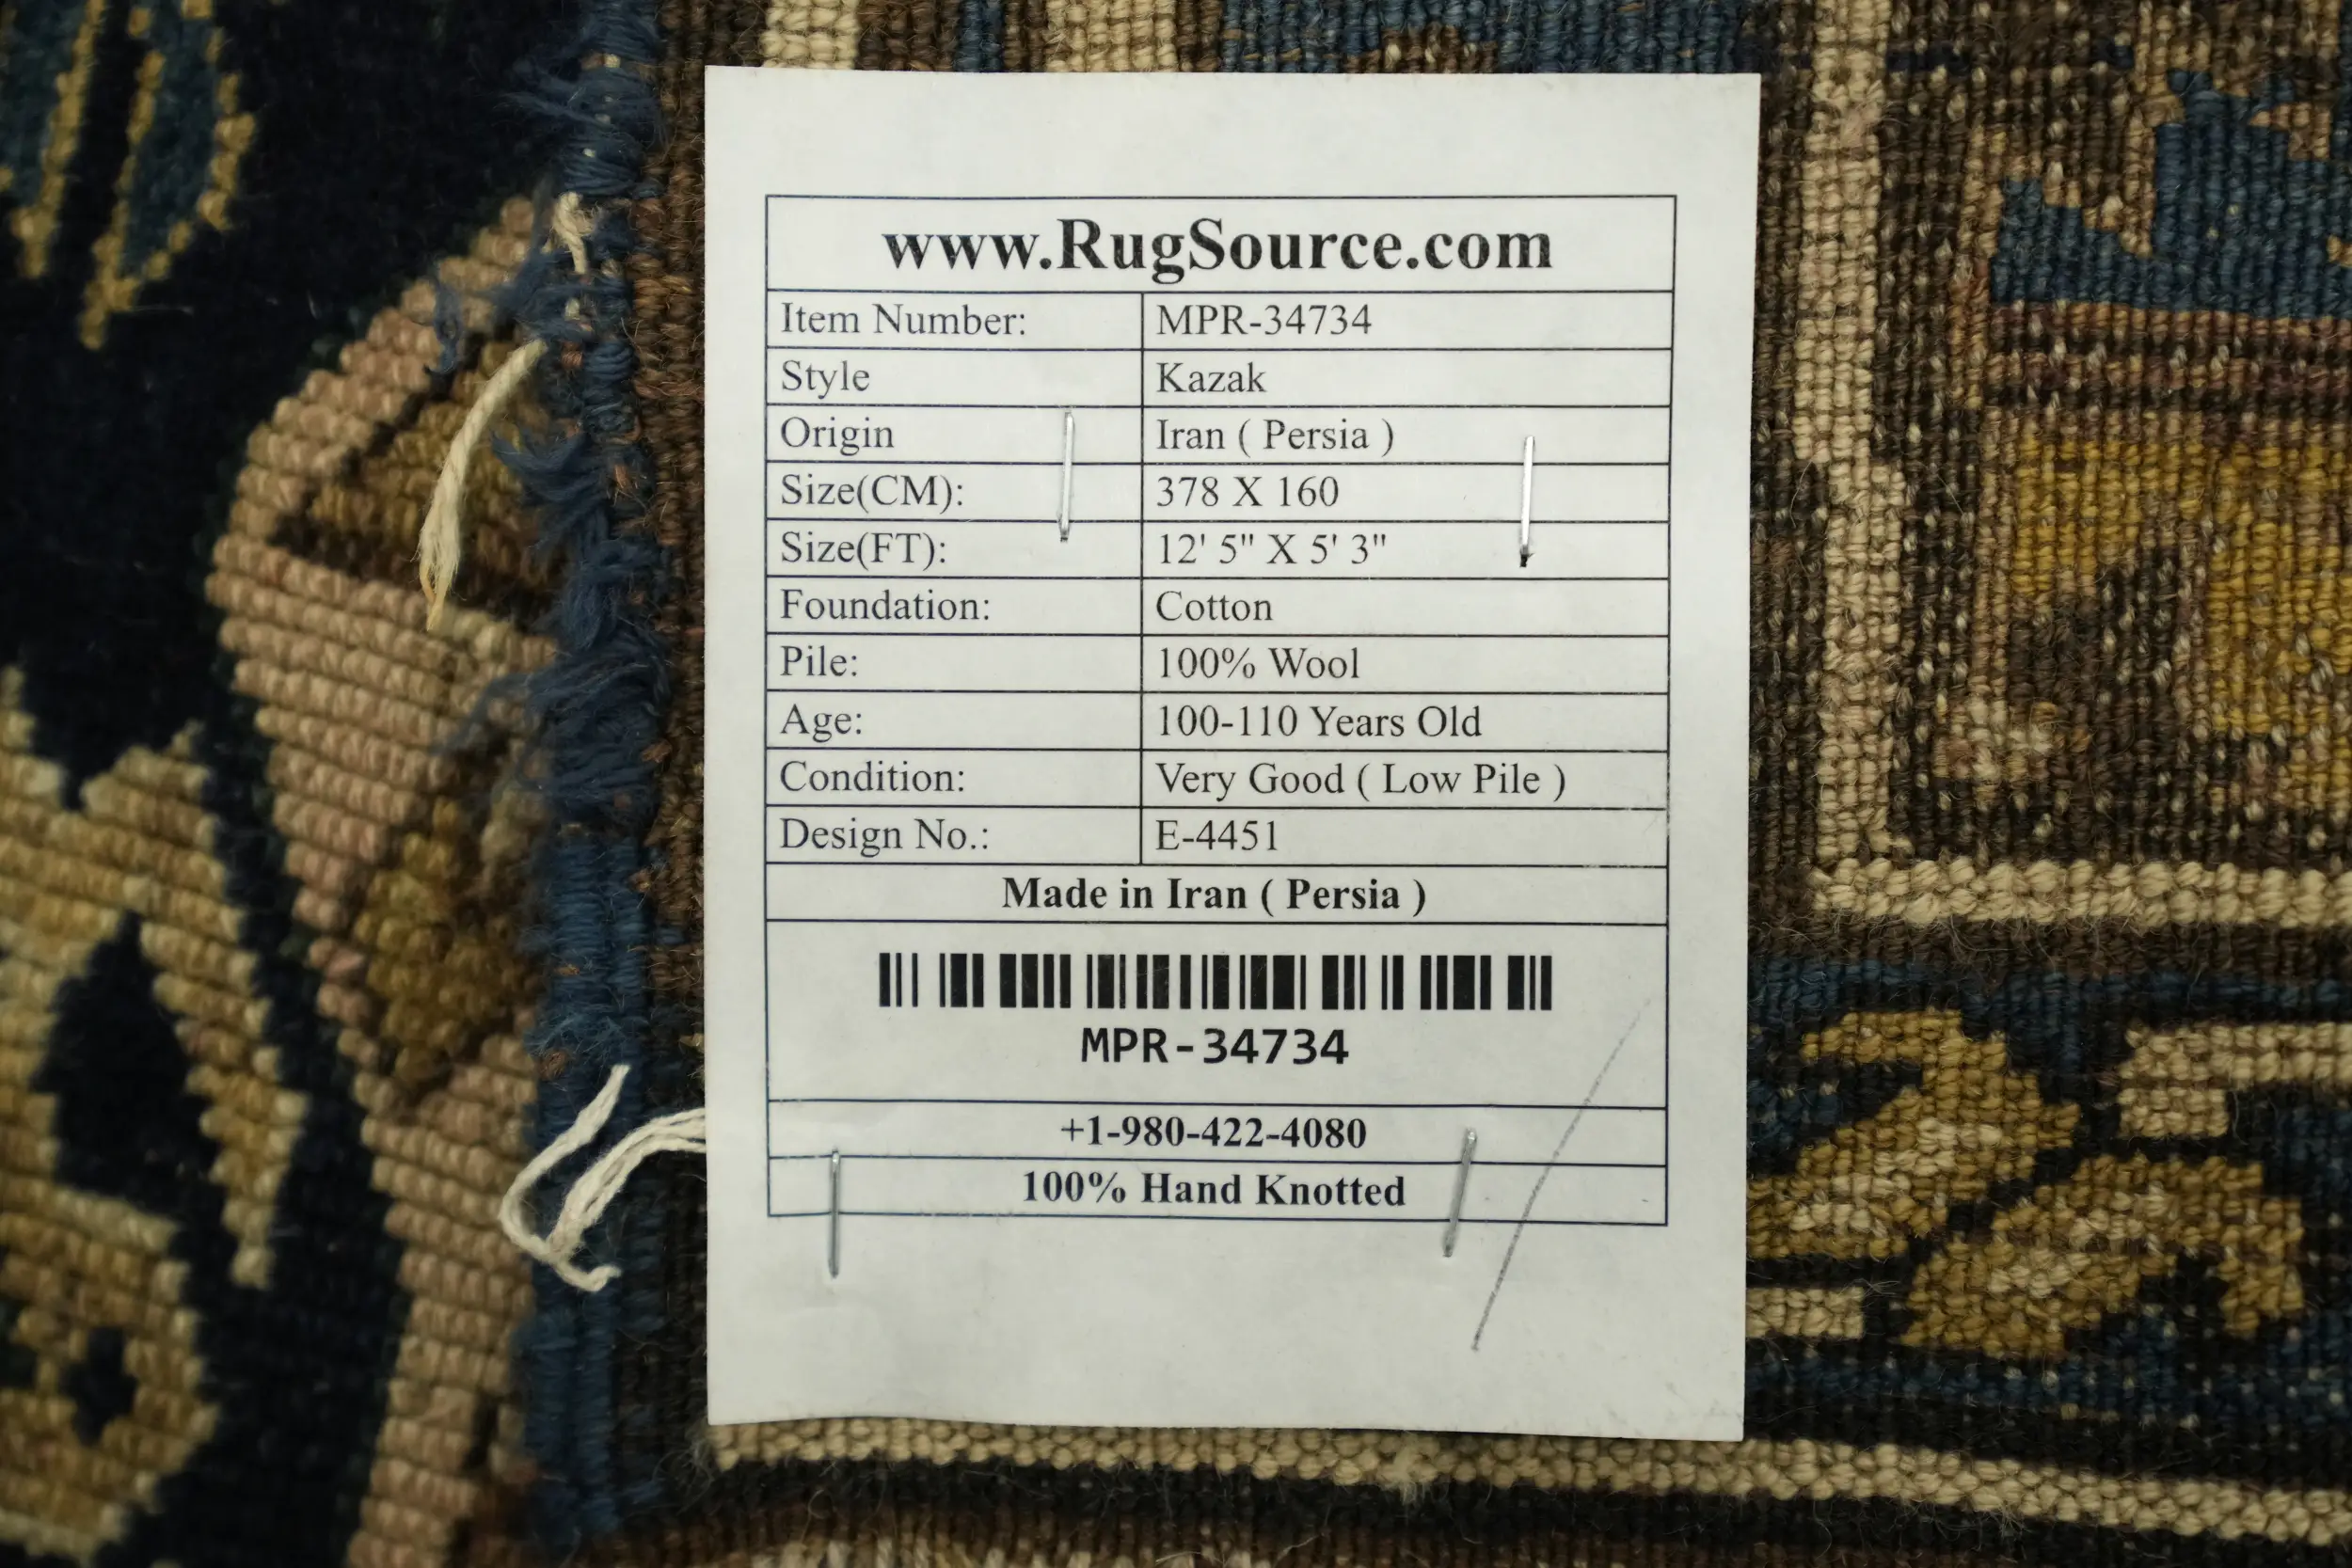 www.RugSource.com
Item Number: MPR-34734
Style Kazak
Origin Iran ( Persia )
Size(CM): 378 X 160
Size(FT): 12' 5" X 5' 3"
Foundation: Cotton
Pile: 100% Wool
Age: 100-110 Years Old
Condition: Very Good ( Low Pile )
Design No.: E-4451
Made in Iran ( Persia )
MPR-34734
+1-980-422-4080
100% Hand Knotted